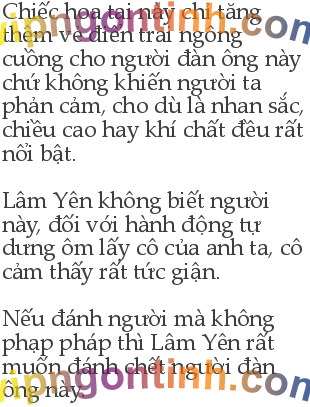 Chiếc hoa tai này chỉ tăng
thêm vẻ điển trai ngông
cuồng cho người đàn ông này
chứ không khiến người ta
phản cảm, cho dù là nhan sắc,
chiều cao hay khí chất đều rất
nổi bật.
Lâm Yên không biết người
này, đối với hành động tự
dưng ôm lấy cô của anh ta, cô
cảm thấy rất tức giận.
Nếu đánh người mà không
phạp pháp thì Lâm Yên rất
muốn đánh chết người đàn
ông này.
vipngontinh.com
vipngontinh.com